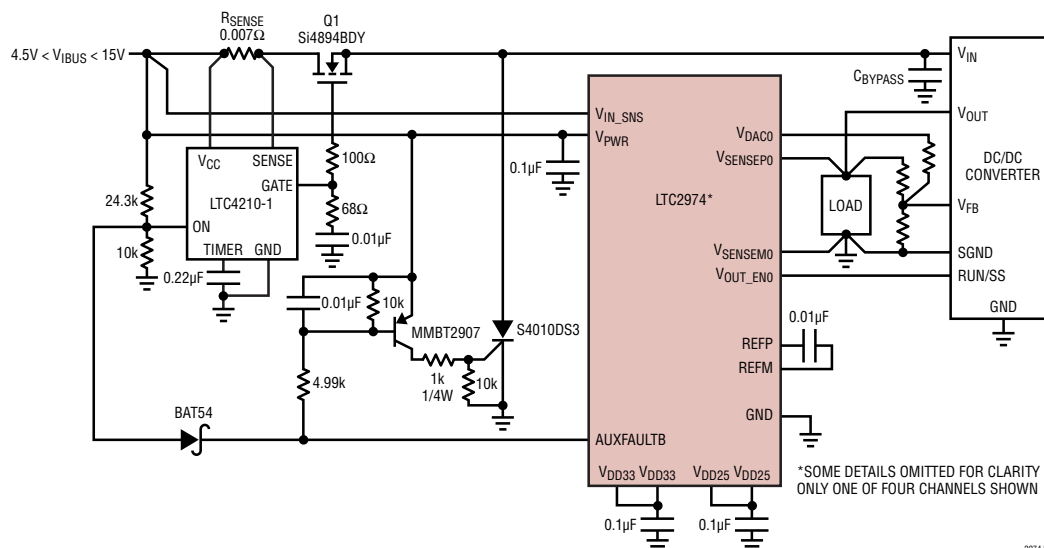 RSENSE
0.007Ω
Q1
Si4894BDY
4.5V < VIBUS < 15V
VIN
CBYPASS
VOUT
DC/DC
CONVERTER
VFB
SGND
RUN/SS
GND
VIN_SNS
VPWR
VDAC0
VSENSEP0
LTC2974*
VSENSEM0
VOUT_EN0
REFP
REFM
GND
AUXFAULTB
VDD33 VDD33 VDD25 VDD25
LOAD
0.1µF
VCC SENSE
GATE
LTC4210-1
ON
TIMER GND
100Ω
68Ω
0.01µF
24.3k
10k
0.22µF
0.01µF
10k
MMBT2907
S4010DS3
1k
1/4W
10k
4.99k
BAT54
0.01µF
0.1µF
0.1µF
*SOME DETAILS OMITTED FOR CLARITY
ONLY ONE OF FOUR CHANNELS SHOWN